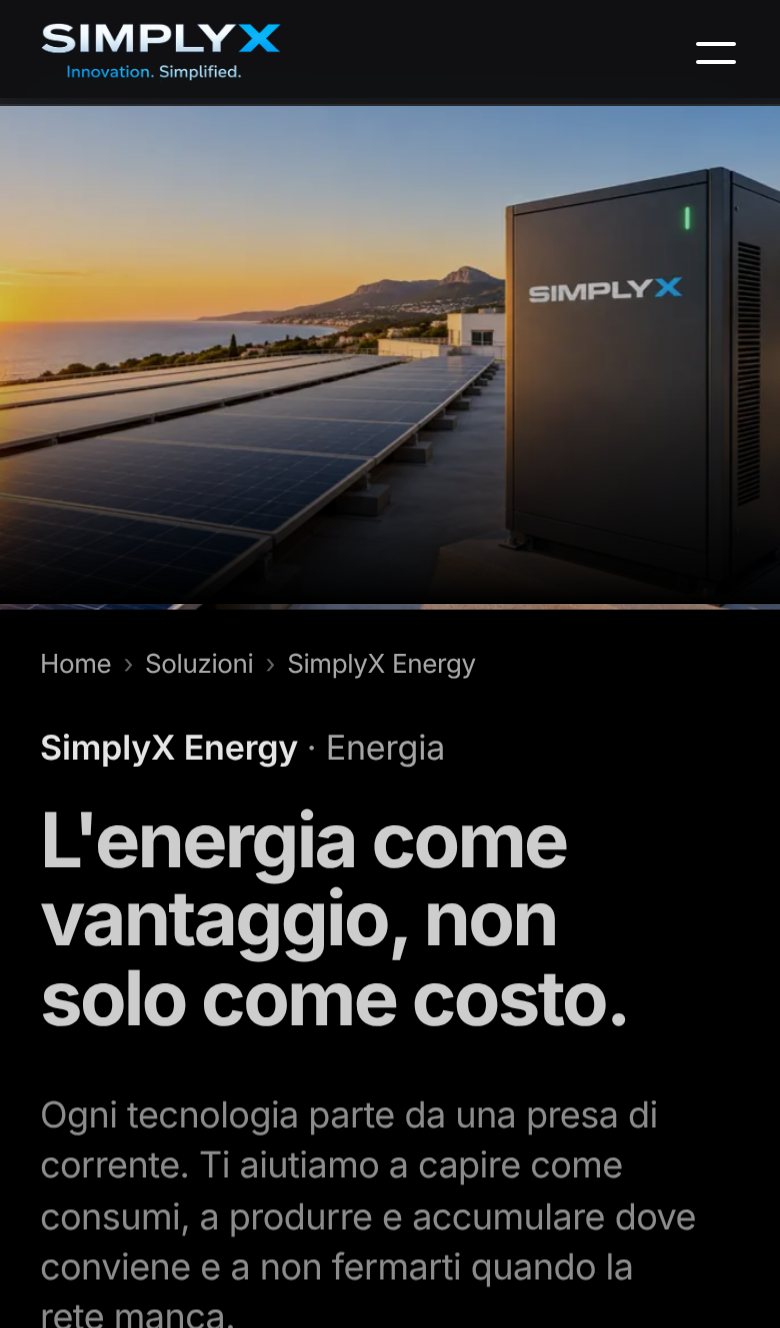 SIMPLYX
Innovation. Simplified.
SIMPLYX
Home › Soluzioni › SimplyX Energy
SimplyX Energy · Energia
L'energia come
vantaggio, non
solo come costo.
Ogni tecnologia parte da una presa di
corrente. Ti aiutiamo a capire come
consumi, a produrre e accumulare dove
conviene e a non fermarti quando la
rete manca.